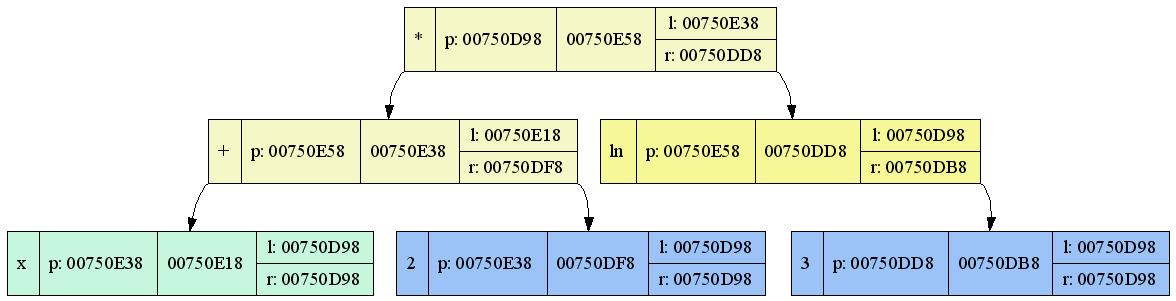 * p: 00750D98 00750E58 l: 00750E38
r: 00750DD8
+ p: 00750E58 00750E38 l: 00750E18
r: 00750DF8
ln p: 00750E58 00750DD8 l: 00750D98
r: 00750DB8
x p: 00750E38 00750E18 l: 00750D98
r: 00750D98
2 p: 00750E38 00750DF8 l: 00750D98
r: 00750D98
3 p: 00750DD8 00750DB8 l: 00750D98
r: 00750D98